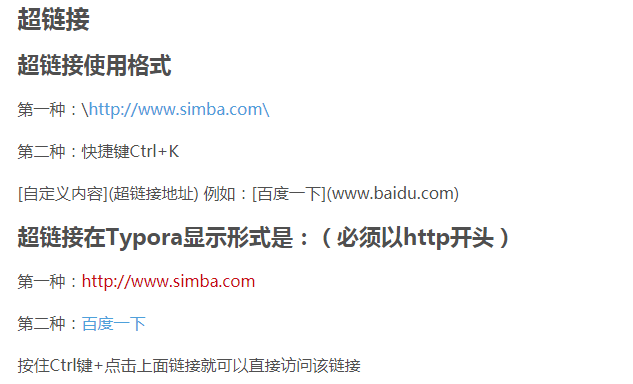 超链接
超链接使用格式
第一种：\http://www.simba.com\
第二种：快捷键Ctrl+K
[自定义内容](超链接地址) 例如：[百度一下](www.baidu.com)
超链接在Typora显示形式是：（必须以http开头）
第一种：http://www.simba.com
第二种：百度一下
按住Ctrl键+点击上面链接就可以直接访问该链接